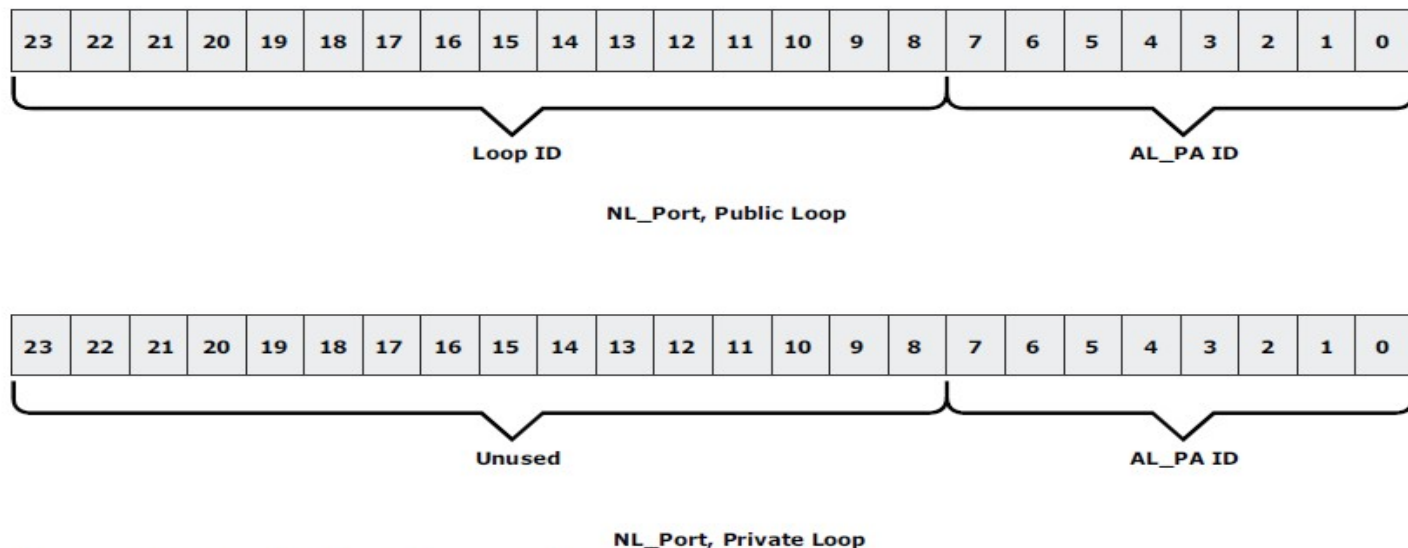 23 22 21 20 19 18 17 16 15 14 13 12 11 10 9 8 7 6 5 4 3 2 1 0
Loop ID AL_PA ID
NL_Port, Public Loop
23 22 21 20 19 18 17 16 15 14 13 12 11 10 9 8 7 6 5 4 3 2 1 0
Unused AL_PA ID
NL_Port, Private Loop